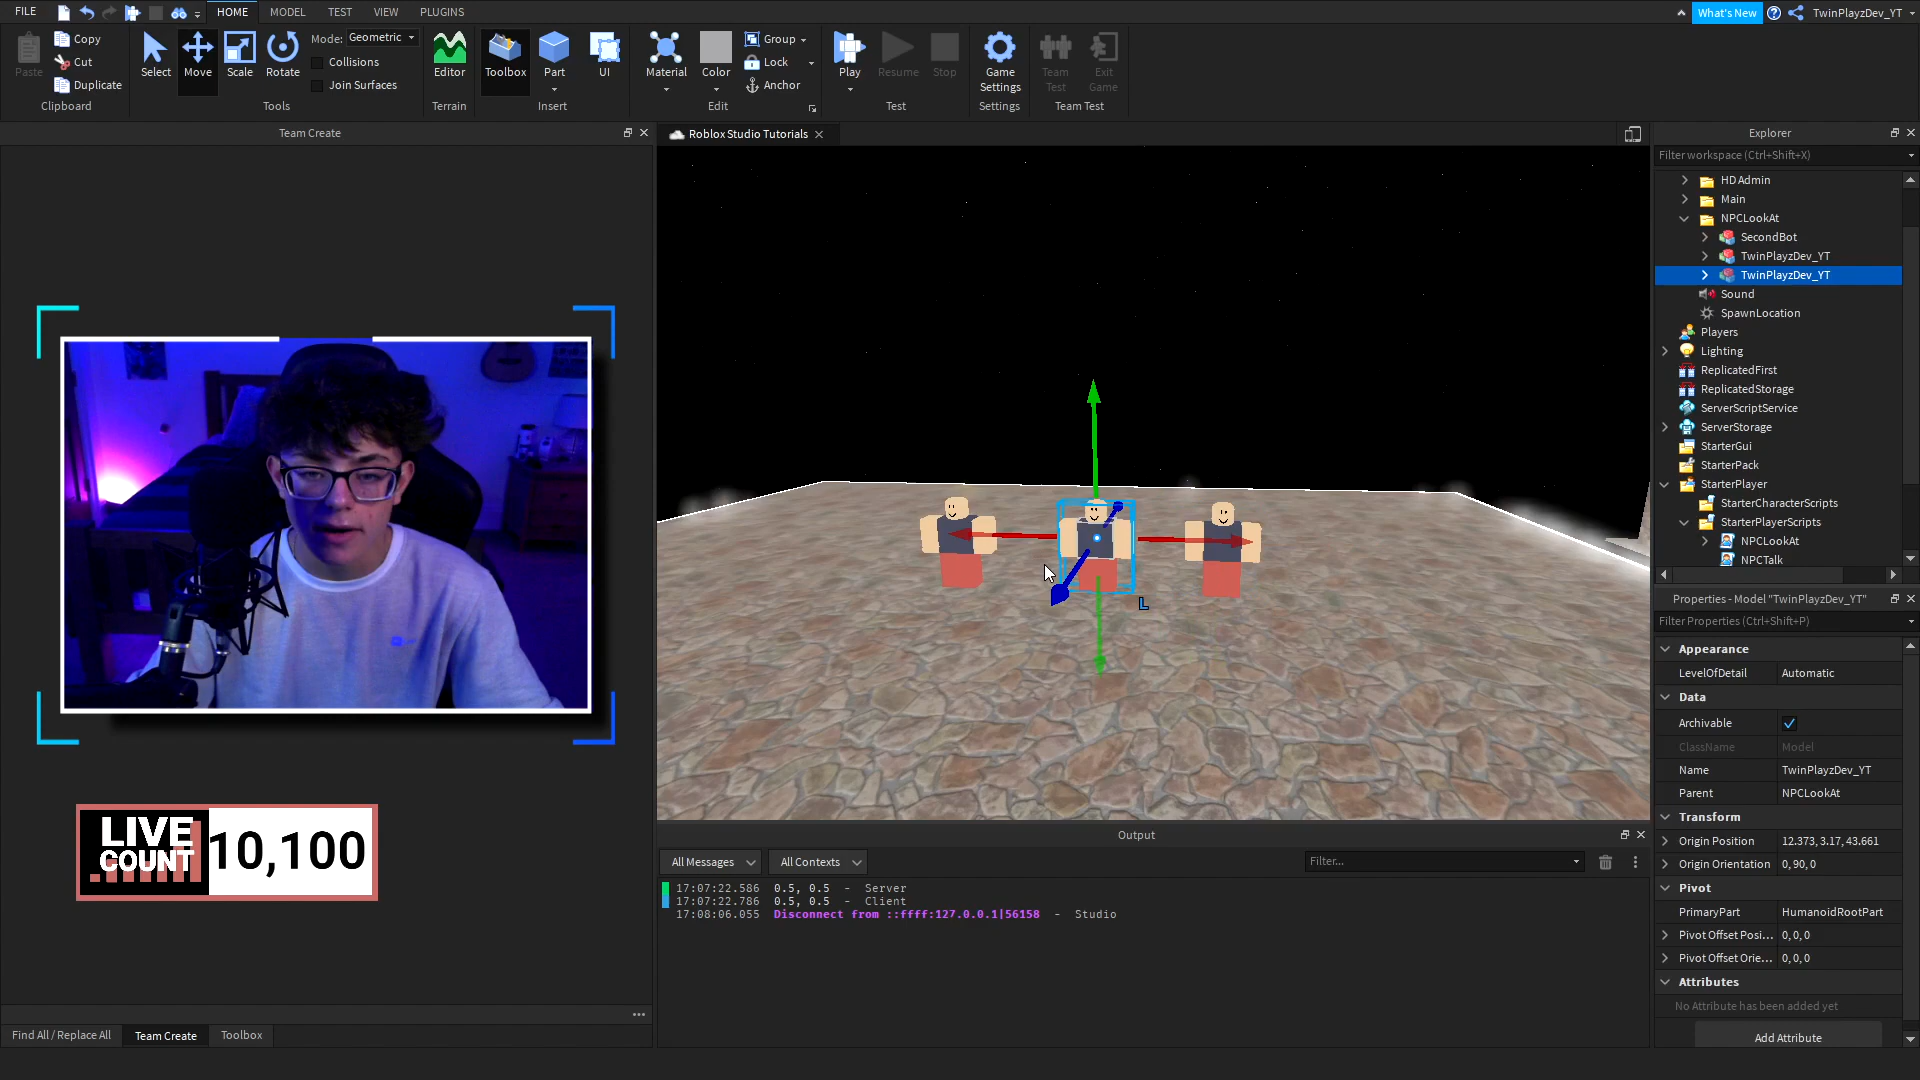 FILE HOME MODEL TEST VIEW PLUGINS What's New TwinPlayzDev_YT
Paste Copy Cut Duplicate Clipboard
Select Move Scale Rotate Mode: Geometric Collisions Join Surfaces Tools
Editor Terrain
Toolbox Part UI Insert
Material Color Group Lock Anchor Edit
Play Resume Stop Test
Game Settings Settings
Team Test Exit Game Team Test
Team Create
Roblox Studio Tutorials
LIVE COUNT 10,100
L
Find All / Replace All Team Create Toolbox
Output
All Messages All Contexts Filter...
17:07:22.586 0.5, 0.5 - Server
17:07:22.786 0.5, 0.5 - Client
17:08:06.055 Disconnect from ::ffff:127.0.0.1|56158 - Studio
Explorer
Filter workspace (Ctrl+Shift+X)
HD Admin
Main
NPCLookAt
SecondBot
TwinPlayzDev_YT
TwinPlayzDev_YT
Sound
SpawnLocation
Players
Lighting
ReplicatedFirst
ReplicatedStorage
ServerScriptService
ServerStorage
StarterGui
StarterPack
StarterPlayer
StarterCharacterScripts
StarterPlayerScripts
NPCLookAt
NPCTalk
Properties - Model "TwinPlayzDev_YT"
Filter Properties (Ctrl+Shift+P)
Appearance
LevelOfDetail Automatic
Data
Archivable
ClassName Model
Name TwinPlayzDev_YT
Parent NPCLookAt
Transform
Origin Position 12.373, 3.17, 43.661
Origin Orientation 0, 90, 0
Pivot
PrimaryPart HumanoidRootPart
Pivot Offset Posi... 0, 0, 0
Pivot Offset Orie... 0, 0, 0
Attributes
No Attribute has been added yet
Add Attribute